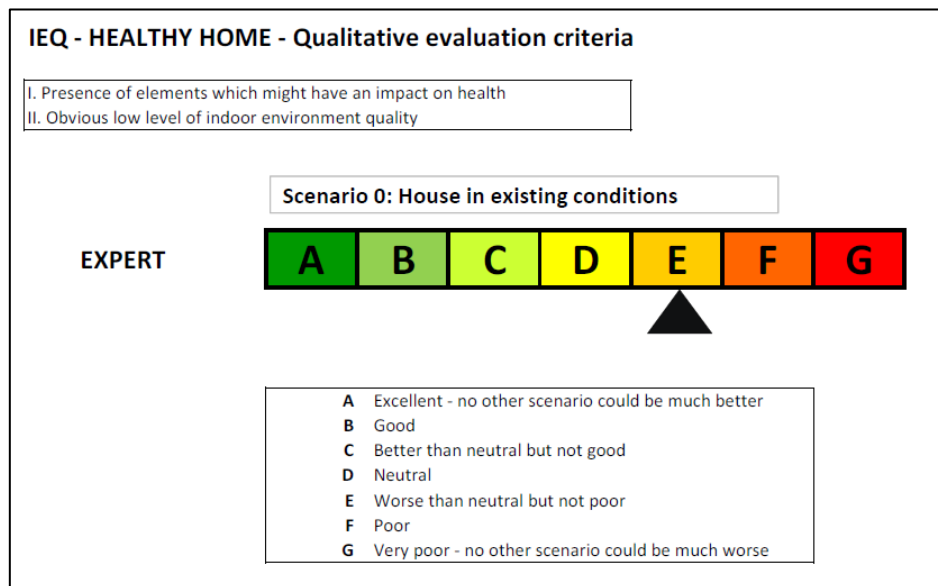 IEQ - HEALTHY HOME - Qualitative evaluation criteria
I. Presence of elements which might have an impact on health
II. Obvious low level of indoor environment quality
Scenario 0: House in existing conditions
EXPERT
A B C D E F G
A Excellent - no other scenario could be much better
B Good
C Better than neutral but not good
D Neutral
E Worse than neutral but not poor
F Poor
G Very poor - no other scenario could be much worse